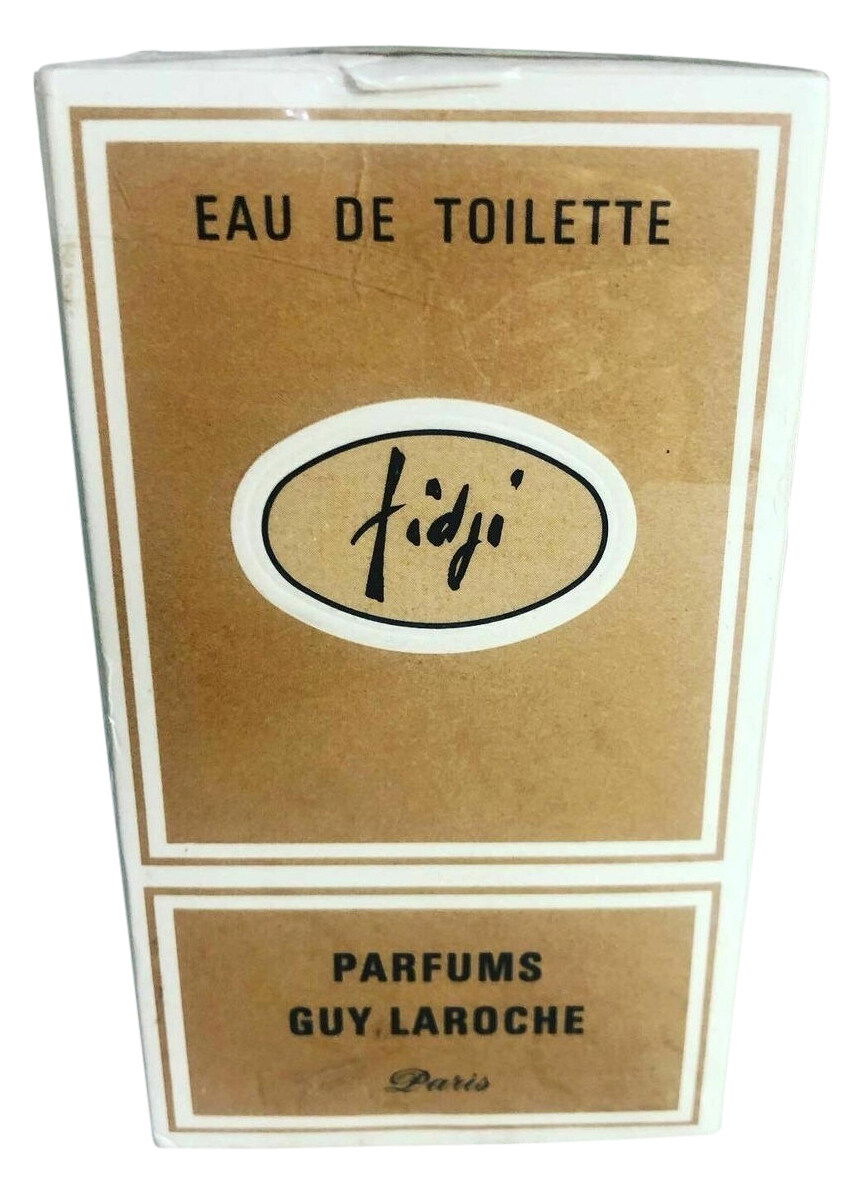 EAU DE TOILETTE
fidji
PARFUMS
GUY LAROCHE
Paris